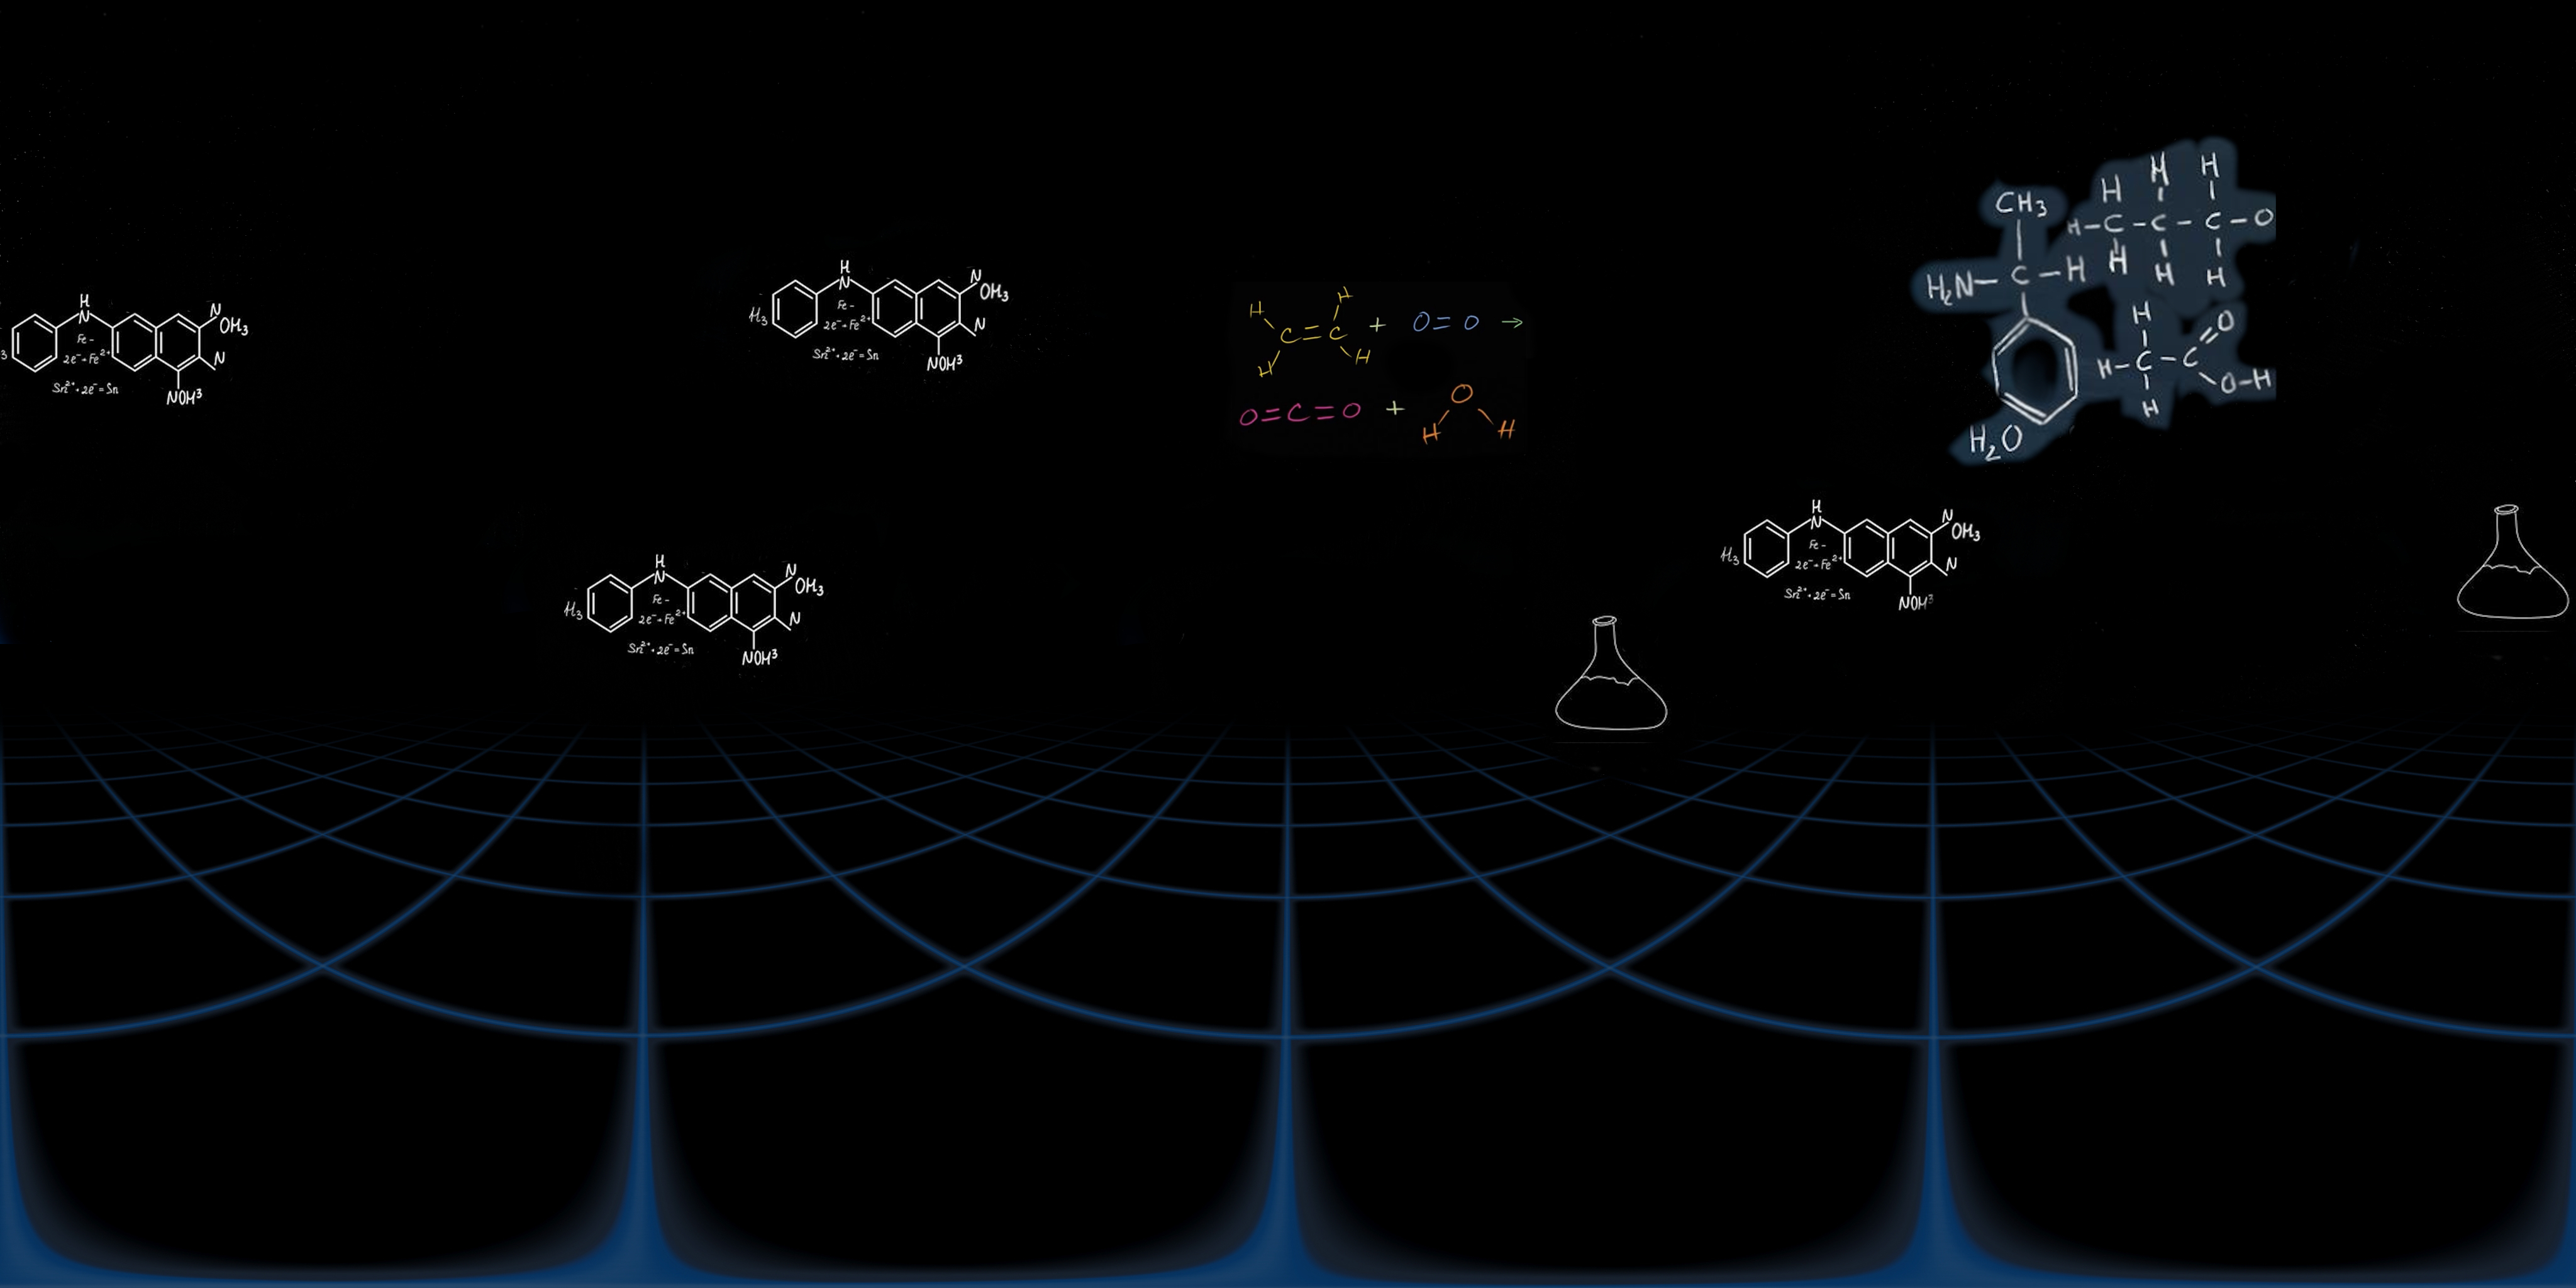 CH3
H H H
H-C-C-C-O
H H H
H2N-C-H
H
H-C-C=O
O-H
H
H2O
H H
C=C + O=O →
H H
O=C=O + O
H H
H
N
N
OH3
Fe-
H3
2e-+Fe2+
N
Sn2+ + 2e- = Sn
NOH3
H
N
N
OH3
Fe-
3
2e-+Fe2+
N
Sn2+ + 2e- = Sn
NOH3
H
N
N
OH3
Fe-
H3
2e-+Fe2+
N
Sn2+ + 2e- = Sn
NOH3
H
N
N
OH3
Fe-
H3
2e-+Fe2+
N
Sn2+ + 2e- = Sn
NOH3